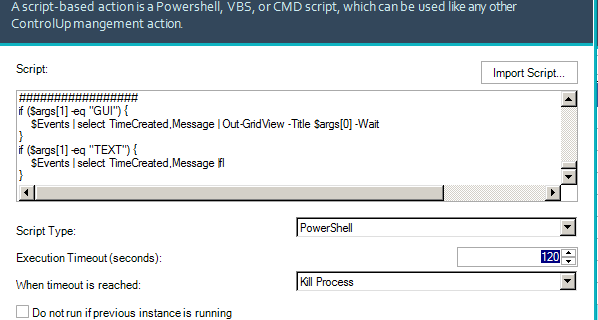 A script-based action is a Powershell, VBS, or CMD script, which can be used like any other
ControlUp mangement action.
Script:
Import Script...
#################
if ($args[1] -eq "GUI") {
$Events | select TimeCreated,Message | Out-GridView -Title $args[0] -Wait
}
if ($args[1] -eq "TEXT") {
$Events | select TimeCreated,Message |fl
}
Script Type:
PowerShell
Execution Timeout (seconds):
120
When timeout is reached:
Kill Process
Do not run if previous instance is running